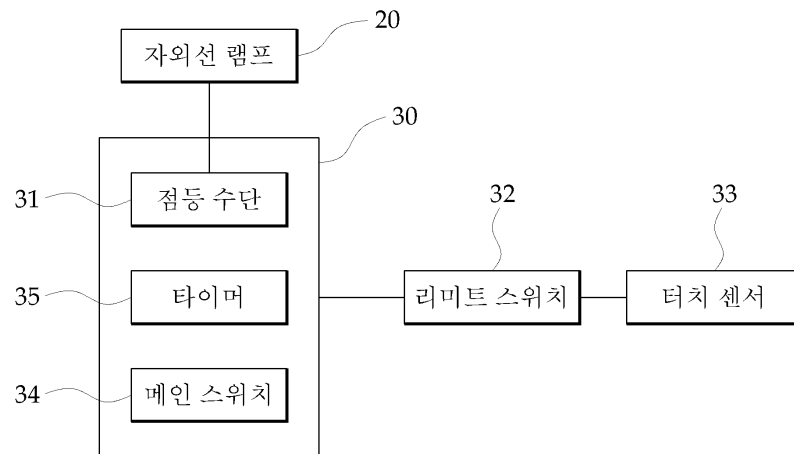 20
자외선 램프
30
31
점등 수단
32
33
35
타이머
리미트 스위치
터치 센서
34
메인 스위치